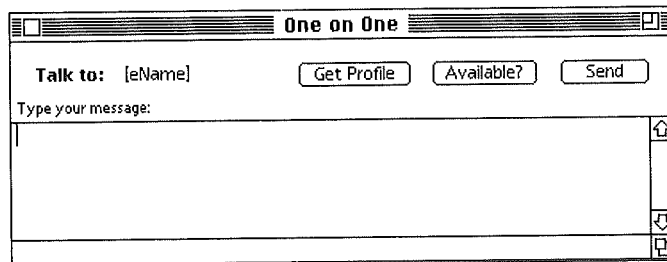 One on One
Talk to: [eName] Get Profile Available? Send
Type your message: